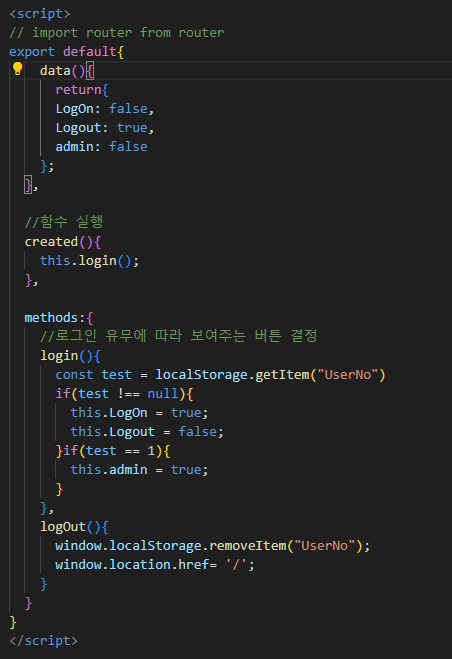 <script>
// import router from router
export default{
data(){
return{
LogOn: false,
Logout: true,
admin: false
};
},
//함수 실행
created(){
this.login();
},
methods:{
//로그인 유무에 따라 보여주는 버튼 결정
login(){
const test = localStorage.getItem("UserNo")
if(test !== null){
this.LogOn = true;
this.Logout = false;
}if(test == 1){
this.admin = true;
}
},
logOut(){
window.localStorage.removeItem("UserNo");
window.location.href= '/';
}
}
}
</script>